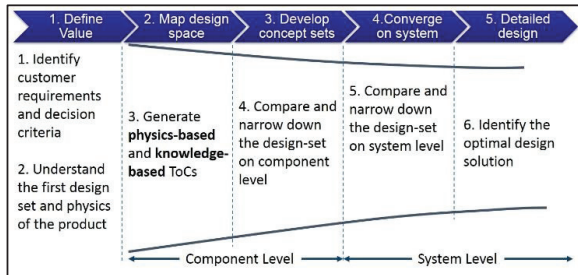 1. Define
Value
2. Map design
space
3. Develop
concept sets
4.Converge
on system
5. Detailed
design
1. Identify
customer
requirements
and decision
criteria
2. Understand
the first design
set and physics
of the product
3. Generate
physics-based
and knowledge-
based ToCs
4. Compare and
narrow down
the design-set
on component
level
5. Compare and
narrow down
the design-set
on system level
6. Identify the
optimal design
solution
Component Level
System Level